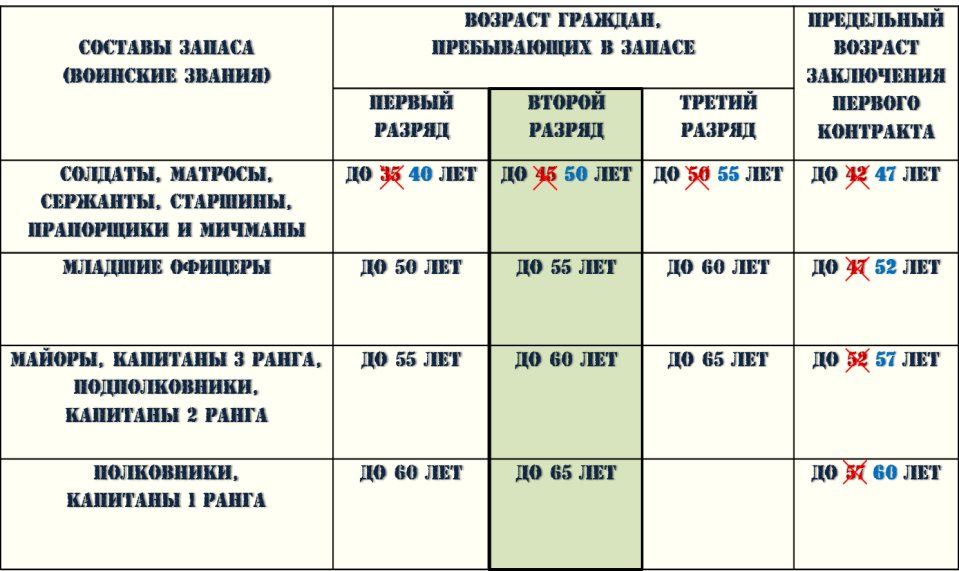 СОСТАВЫ ЗАПАСА
(ВОИНСКИЕ ЗВАНИЯ)
ВОЗРАСТ ГРАЖДАН,
ПРЕБЫВАЮЩИХ В ЗАПАСЕ
ПРЕДЕЛЬНЫЙ
ВОЗРАСТ
ЗАКЛЮЧЕНИЯ
ПЕРВОГО
КОНТРАКТА
ПЕРВЫЙ
РАЗРЯД
ВТОРОЙ
РАЗРЯД
ТРЕТИЙ
РАЗРЯД
СОЛДАТЫ, МАТРОСЫ,
СЕРЖАНТЫ, СТАРШИНЫ,
ПРАПОРЩИКИ И МИЧМАНЫ
ДО 35 40 ЛЕТ
ДО 45 50 ЛЕТ
ДО 50 55 ЛЕТ
ДО 42 47 ЛЕТ
МЛАДШИЕ ОФИЦЕРЫ
ДО 50 ЛЕТ
ДО 55 ЛЕТ
ДО 60 ЛЕТ
ДО 47 52 ЛЕТ
МАЙОРЫ, КАПИТАНЫ 3 РАНГА,
ПОДПОЛКОВНИКИ,
КАПИТАНЫ 2 РАНГА
ДО 55 ЛЕТ
ДО 60 ЛЕТ
ДО 65 ЛЕТ
ДО 52 57 ЛЕТ
ПОЛКОВНИКИ,
КАПИТАНЫ 1 РАНГА
ДО 60 ЛЕТ
ДО 65 ЛЕТ
ДО 57 60 ЛЕТ